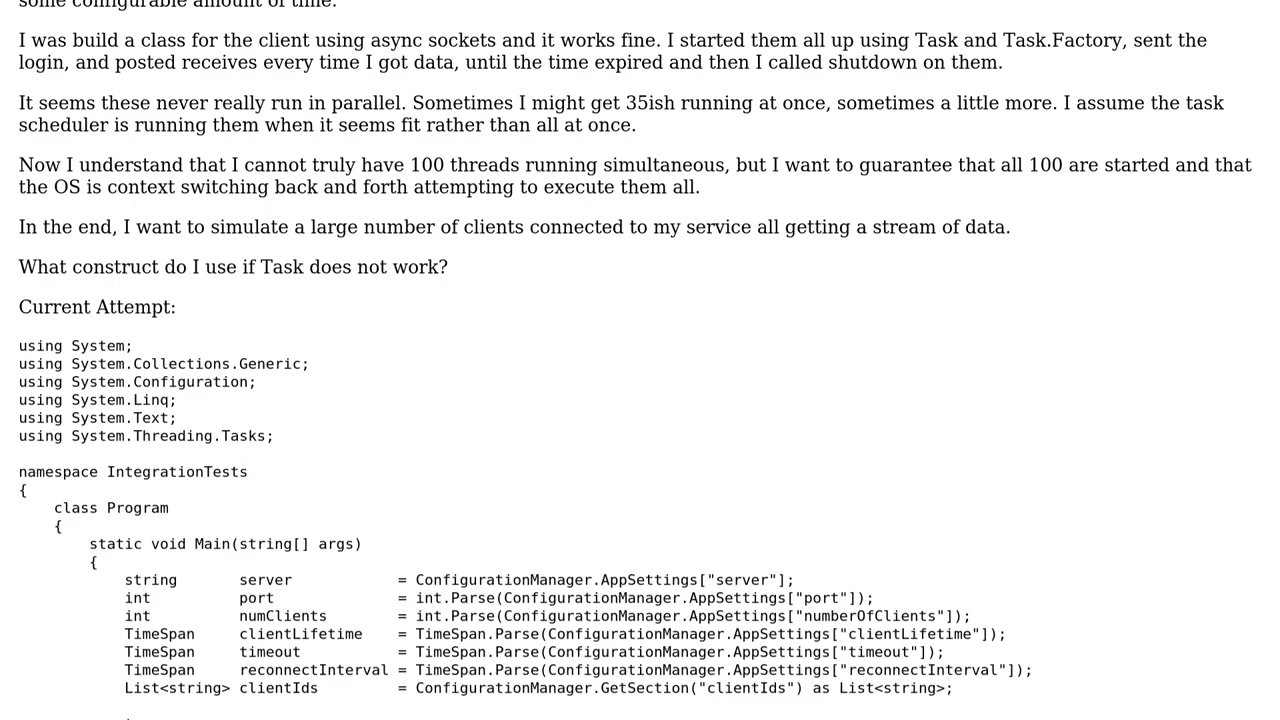 some configurable amount of time.
I was build a class for the client using async sockets and it works fine. I started them all up using Task and Task.Factory, sent the
login, and posted receives every time I got data, until the time expired and then I called shutdown on them.
It seems these never really run in parallel. Sometimes I might get 35ish running at once, sometimes a little more. I assume the task
scheduler is running them when it seems fit rather than all at once.
Now I understand that I cannot truly have 100 threads running simultaneous, but I want to guarantee that all 100 are started and that
the OS is context switching back and forth attempting to execute them all.
In the end, I want to simulate a large number of clients connected to my service all getting a stream of data.
What construct do I use if Task does not work?
Current Attempt:
using System;
using System.Collections.Generic;
using System.Configuration;
using System.Linq;
using System.Text;
using System.Threading.Tasks;
namespace IntegrationTests
{
    class Program
    {
        static void Main(string[] args)
        {
            string       server            = ConfigurationManager.AppSettings["server"];
            int          port              = int.Parse(ConfigurationManager.AppSettings["port"]);
            int          numClients        = int.Parse(ConfigurationManager.AppSettings["numberOfClients"]);
            TimeSpan     clientLifetime    = TimeSpan.Parse(ConfigurationManager.AppSettings["clientLifetime"]);
            TimeSpan     timeout           = TimeSpan.Parse(ConfigurationManager.AppSettings["timeout"]);
            TimeSpan     reconnectInterval = TimeSpan.Parse(ConfigurationManager.AppSettings["reconnectInterval"]);
            List<string> clientIds         = ConfigurationManager.GetSection("clientIds") as List<string>;